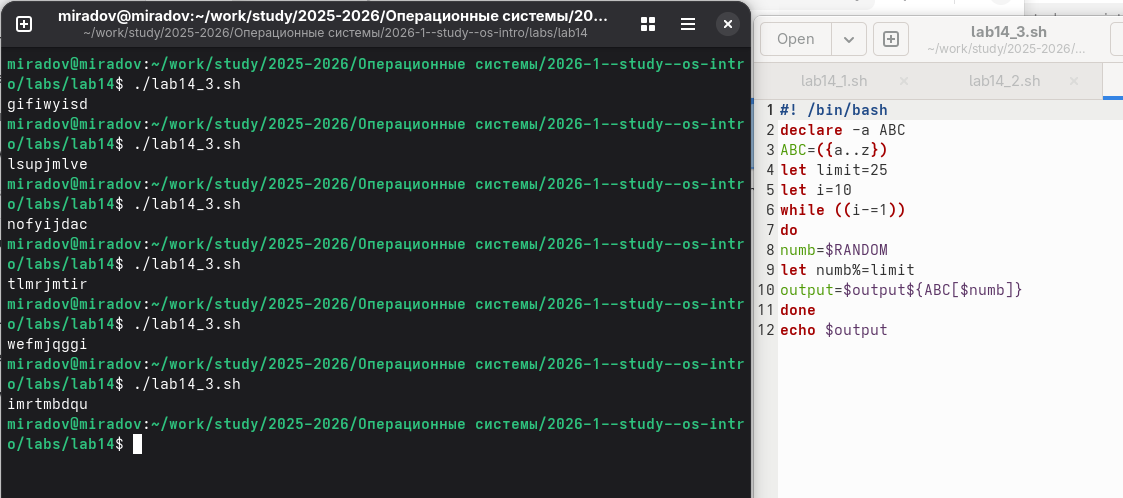 miradov@miradov:~/work/study/2025-2026/Операционные системы/20...
~/work/study/2025-2026/Операционные системы/2026-1--study--os-intro/labs/lab14
miradov@miradov:~/work/study/2025-2026/Операционные системы/2026-1--study--os-intr
o/labs/lab14$ ./lab14_3.sh
gifiwyisd
miradov@miradov:~/work/study/2025-2026/Операционные системы/2026-1--study--os-intr
o/labs/lab14$ ./lab14_3.sh
lsupjmlve
miradov@miradov:~/work/study/2025-2026/Операционные системы/2026-1--study--os-intr
o/labs/lab14$ ./lab14_3.sh
nofyijdac
miradov@miradov:~/work/study/2025-2026/Операционные системы/2026-1--study--os-intr
o/labs/lab14$ ./lab14_3.sh
tlmrjmtir
miradov@miradov:~/work/study/2025-2026/Операционные системы/2026-1--study--os-intr
o/labs/lab14$ ./lab14_3.sh
wefmjqggi
miradov@miradov:~/work/study/2025-2026/Операционные системы/2026-1--study--os-intr
o/labs/lab14$ ./lab14_3.sh
imrtmbdqu
miradov@miradov:~/work/study/2025-2026/Операционные системы/2026-1--study--os-intr
o/labs/lab14$
Open
lab14_3.sh
~/work/study/2025-2026/...
lab14_1.sh
lab14_2.sh
1 #! /bin/bash
2 declare -a ABC
3 ABC=({a..z})
4 let limit=25
5 let i=10
6 while ((i-=1))
7 do
8 numb=$RANDOM
9 let numb%=limit
10 output=$output${ABC[$numb]}
11 done
12 echo $output